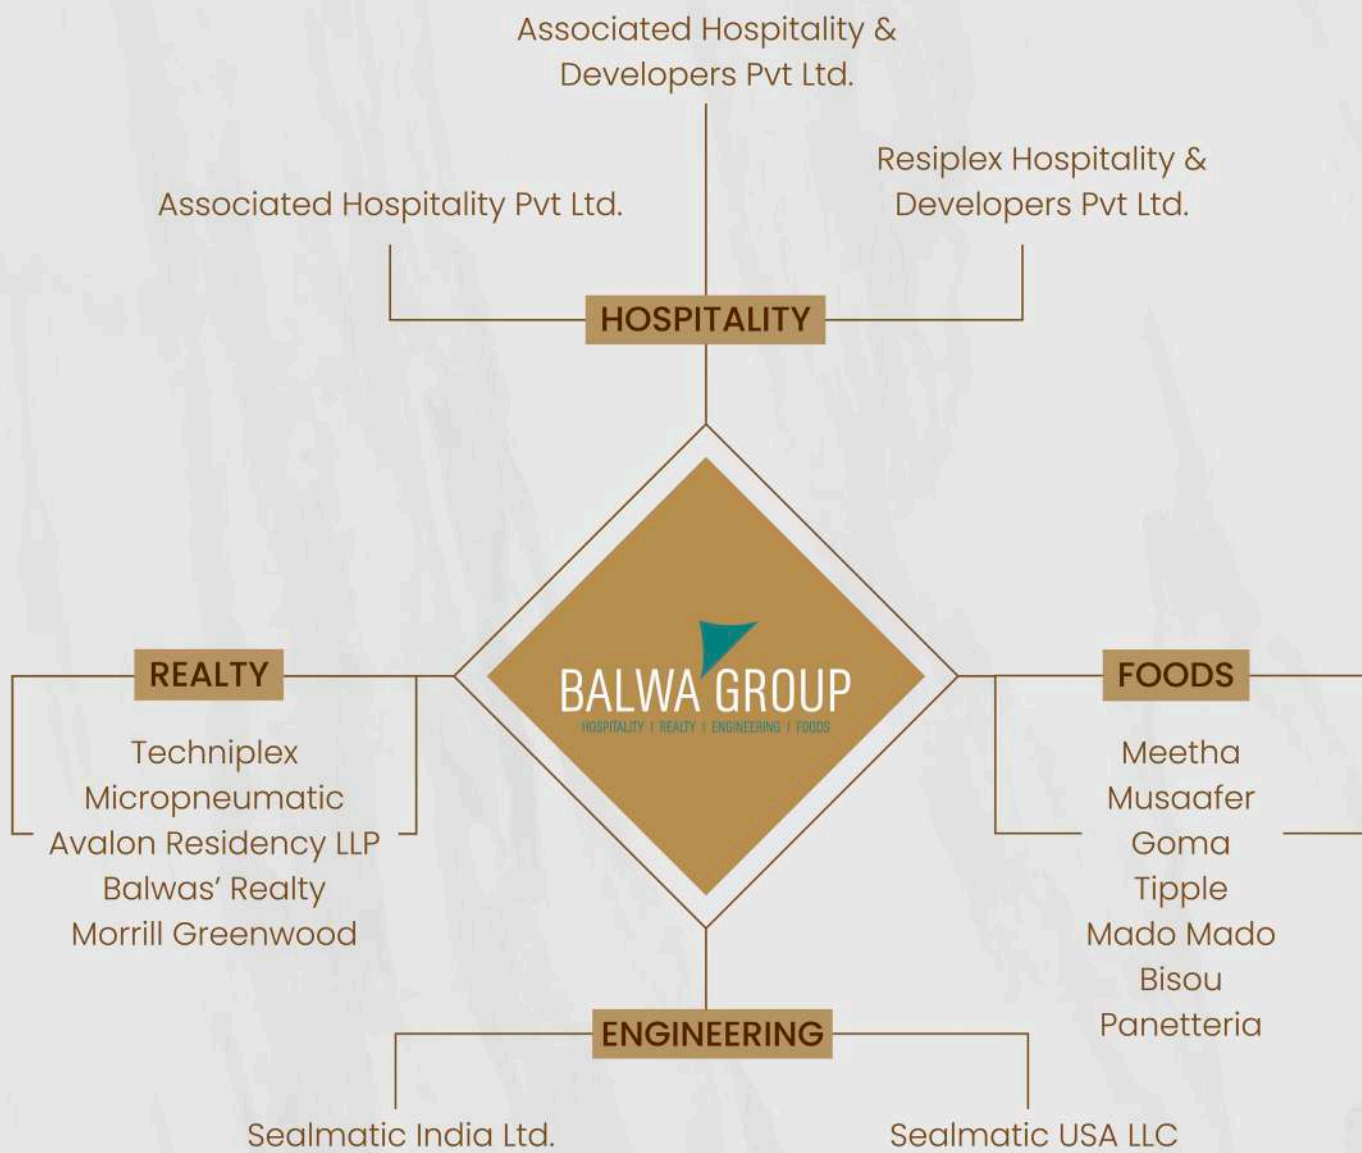 Associated Hospitality &
Developers Pvt Ltd.
Associated Hospitality Pvt Ltd.
Resiplex Hospitality &
Developers Pvt Ltd.
HOSPITALITY
BALWA GROUP
HOSPITALITY | REALTY | ENGINEERING | FOODS
REALTY
Techniplex
Micropneumatic
Avalon Residency LLP
Balwas’ Realty
Morrill Greenwood
FOODS
Meetha
Musaafer
Goma
Tipple
Mado Mado
Bisou
Panetteria
ENGINEERING
Sealmatic India Ltd.
Sealmatic USA LLC